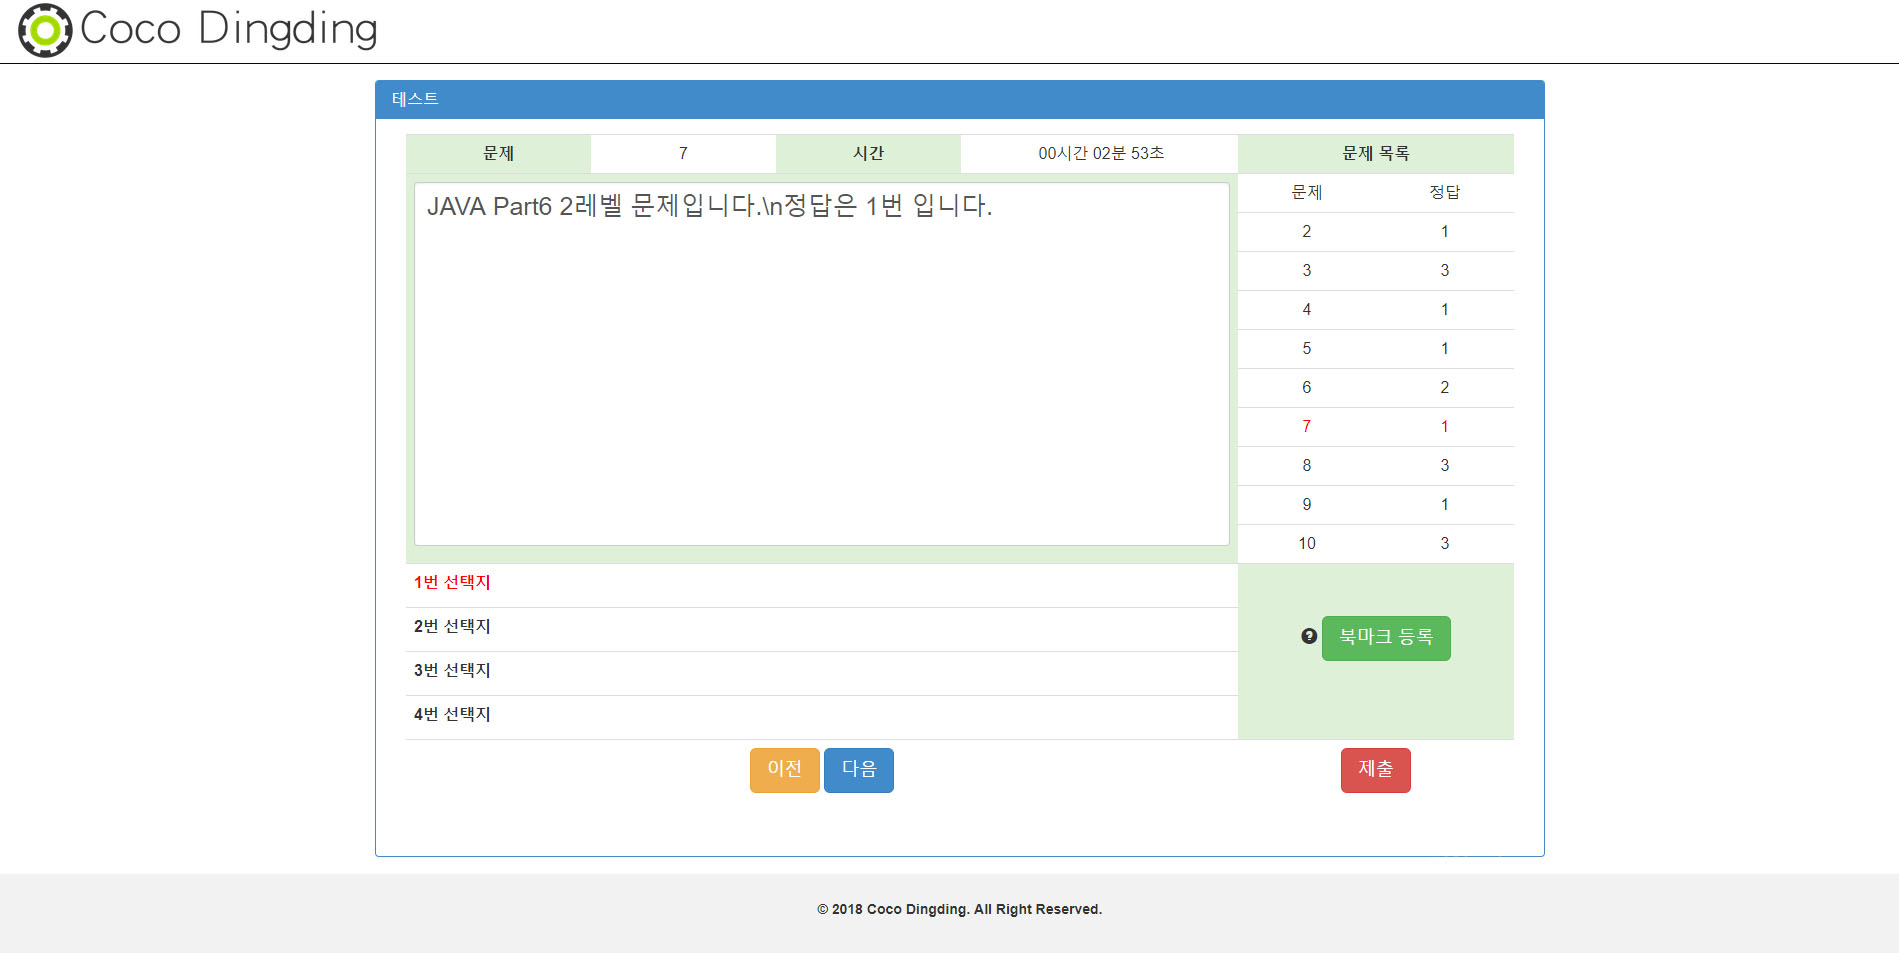 Coco Dingding
테스트
문제 7 시간 00시간 02분 53초 문제 목록
JAVA Part6 2레벨 문제입니다.\n정답은 1번 입니다.
문제 정답
2 1
3 3
4 1
5 1
6 2
7 1
8 3
9 1
10 3
1번 선택지
2번 선택지
3번 선택지
4번 선택지
? 북마크 등록
이전 다음 제출
© 2018 Coco Dingding. All Right Reserved.